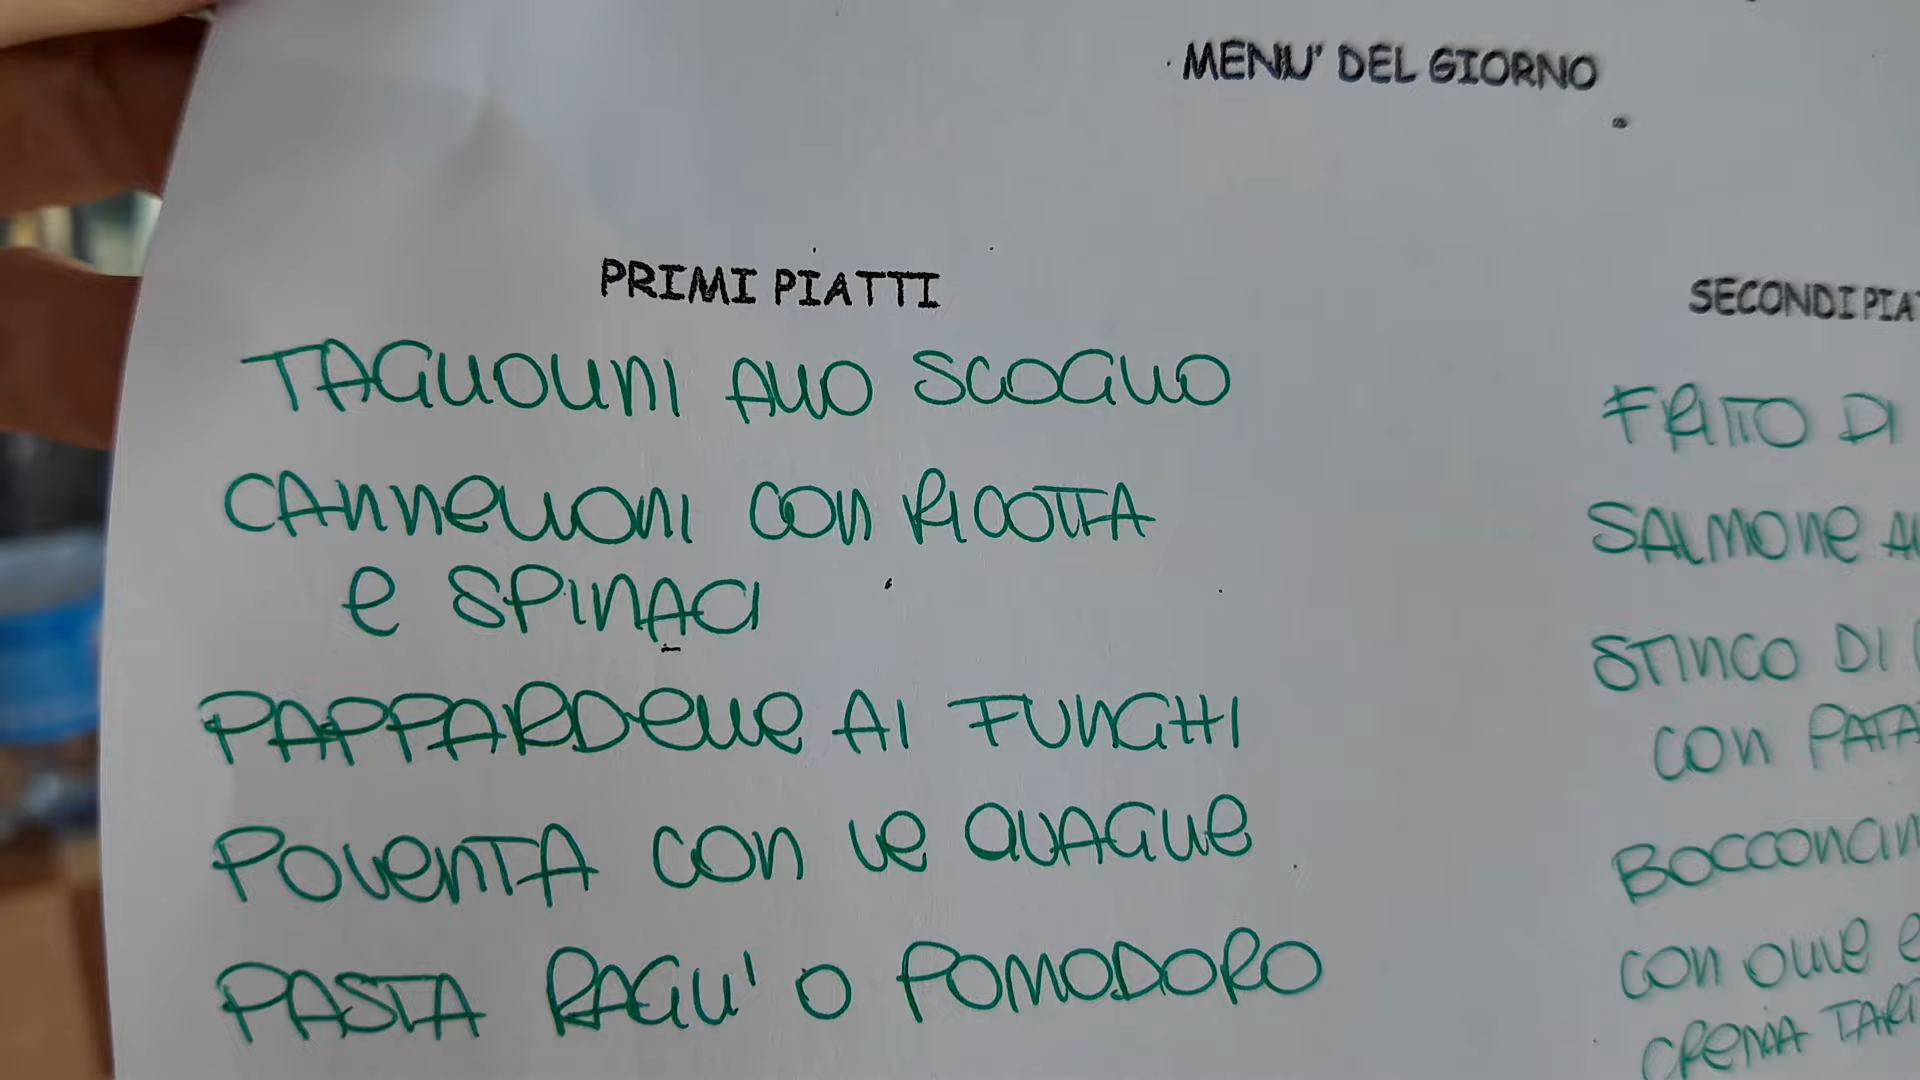 MENU' DEL GIORNO
PRIMI PIATTI
TAGLIOLINI ALLO SCOGLIO
CANNELLONI CON RICOTTA
E SPINACI
PAPPARDELLE AI FUNGHI
POLENTA CON LE QUAGLIE
PASTA RAGU' O POMODORO
SECONDI
FRITTO DI
SALMONE
STINCO DI
CON
CON OLIVE E
CREMA